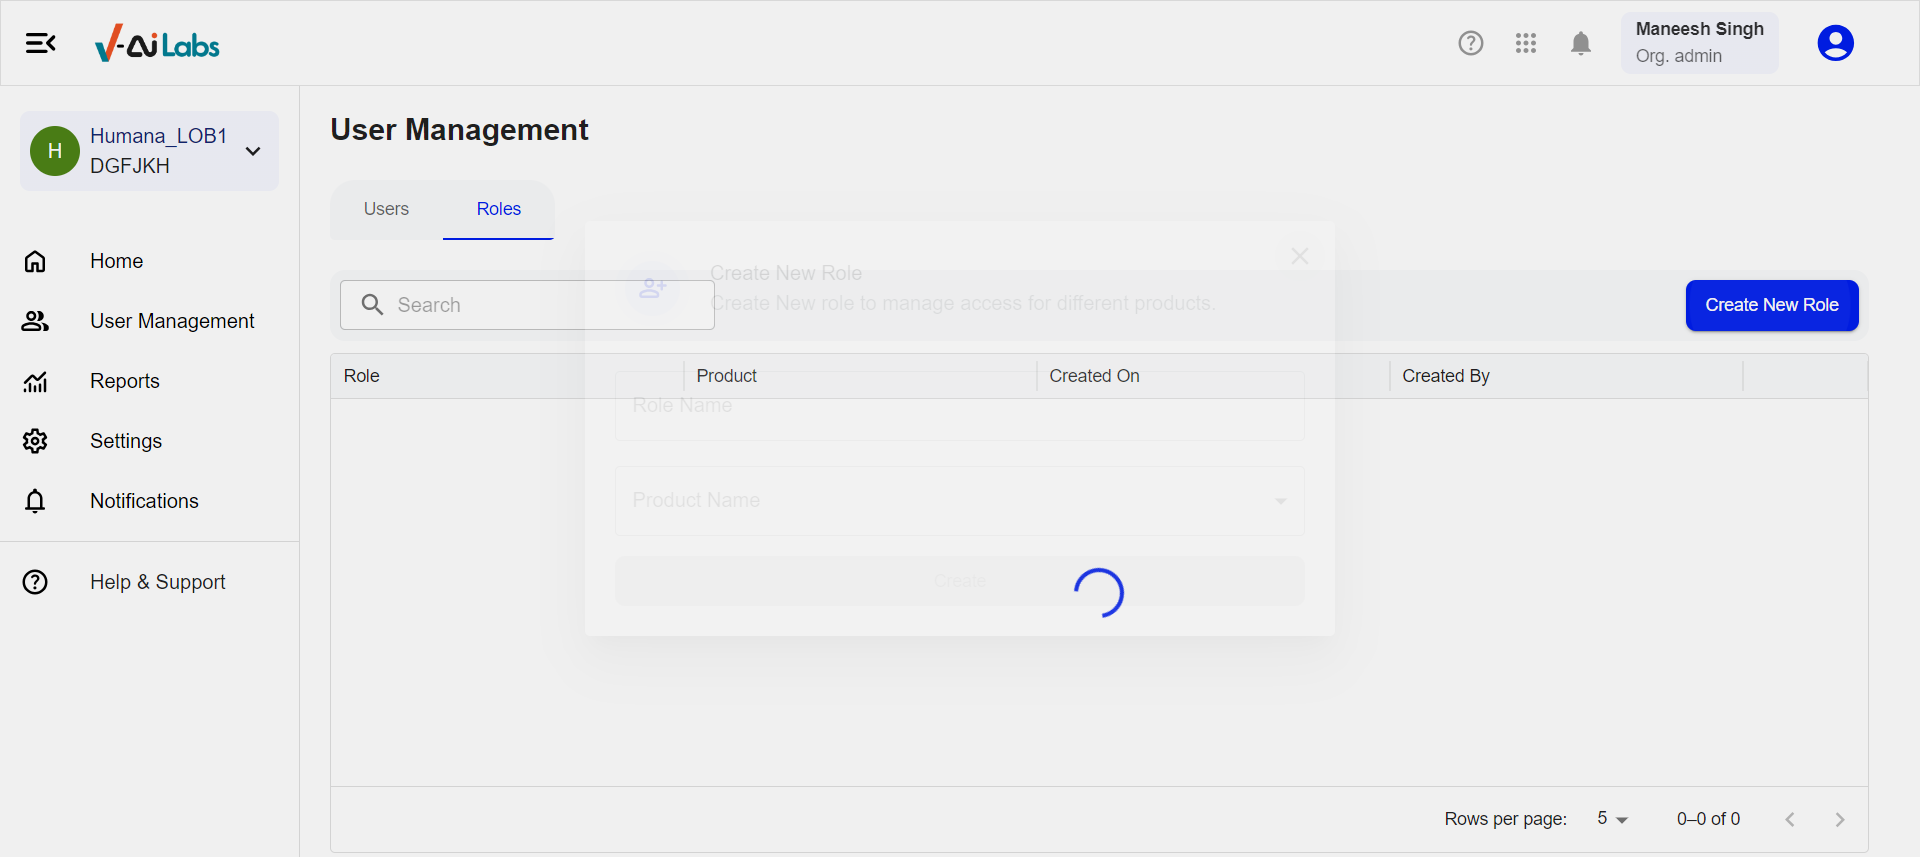 V-Ai Labs
Maneesh Singh
Org. admin
H
Humana_LOB1
DGFJKH
Home
User Management
Reports
Settings
Notifications
Help & Support
User Management
Users
Roles
Create New Role
Create New role to manage access for different products.
Search
Create New Role
Role
Product
Created On
Created By
Role Name
Product Name
Create
Rows per page:
5
0–0 of 0